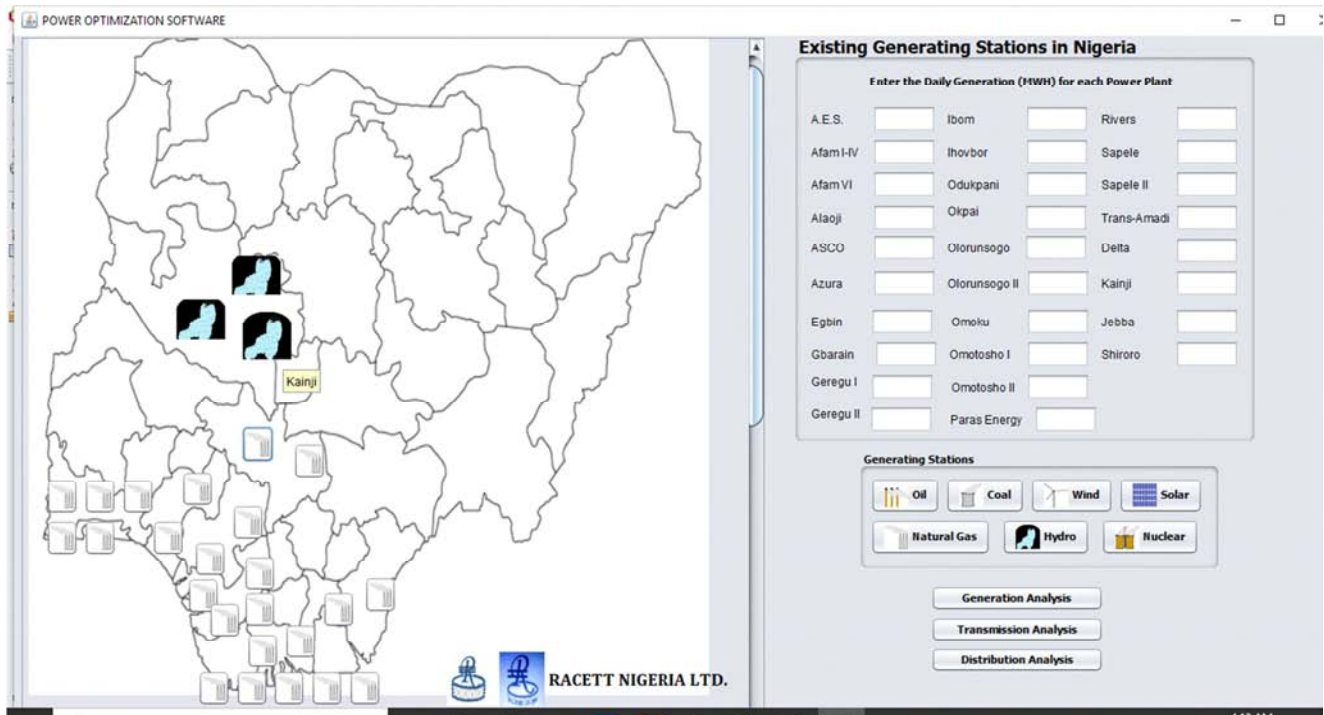 POWER OPTIMIZATION SOFTWARE
Existing Generating Stations in Nigeria
Enter the Daily Generation (MWH) for each Power Plant
A.E.S. Ibom Rivers
Afam I-IV Ihovbor Sapele
Afam VI Odukpani Sapele II
Alaoji Okpai Trans-Amadi
ASCO Olorunsogo Delta
Azura Olorunsogo II Kainji
Egbin Omoku Jebba
Gbarain Omotosho I Shiroro
Geregu I Omotosho II
Geregu II Paras Energy
Kainji
Generating Stations
Oil Coal Wind Solar
Natural Gas Hydro Nuclear
Generation Analysis
Transmission Analysis
Distribution Analysis
RACETT NIGERIA LTD.